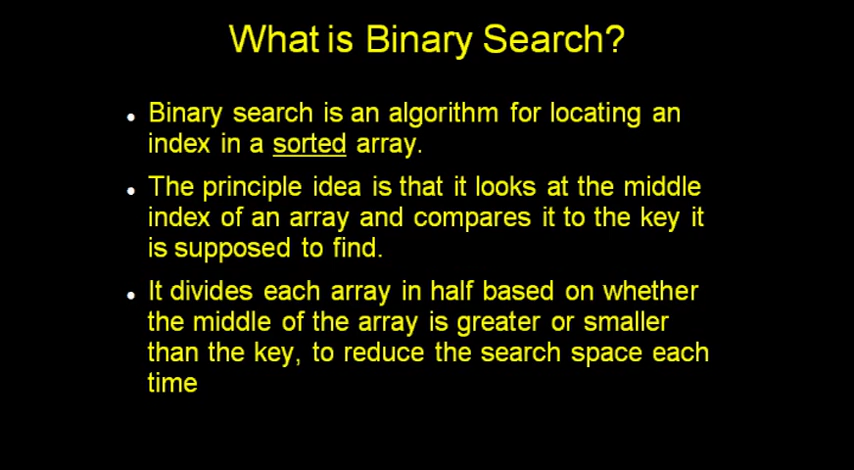 What is Binary Search?
Binary search is an algorithm for locating an
index in a sorted array.
The principle idea is that it looks at the middle
index of an array and compares it to the key it
is supposed to find.
It divides each array in half based on whether
the middle of the array is greater or smaller
than the key, to reduce the search space each
time